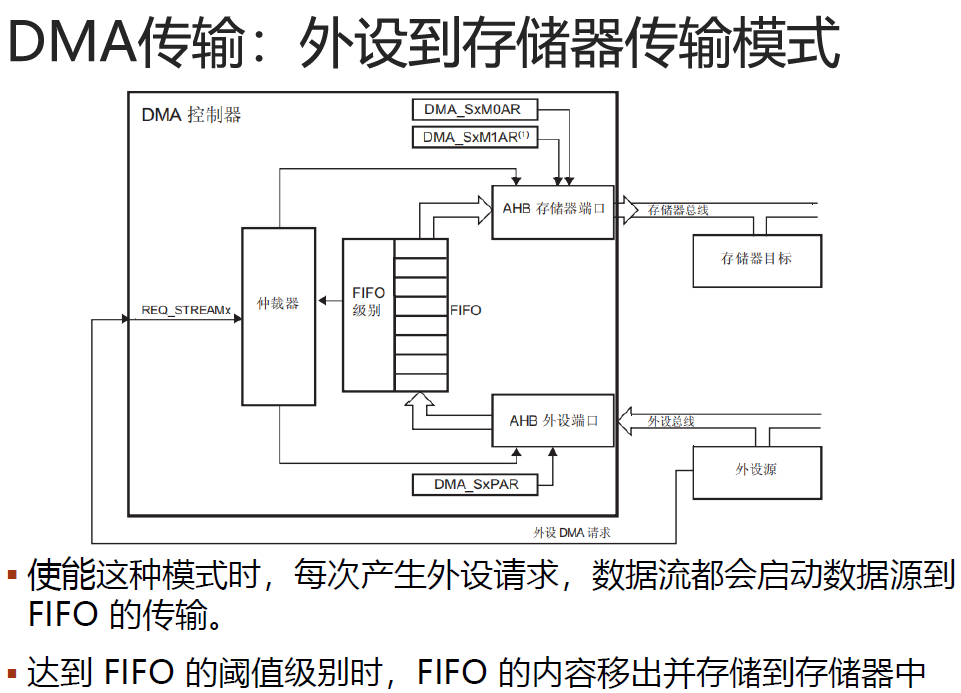 DMA传输：外设到存储器传输模式
DMA 控制器
DMA_SxM0AR
DMA_SxM1AR(1)
AHB 存储器端口
存储器总线
存储器目标
REQ_STREAMx
仲裁器
FIFO
级别
FIFO
AHB 外设端口
外设总线
外设源
DMA_SxPAR
外设 DMA 请求
▪ 使能这种模式时，每次产生外设请求，数据流都会启动数据源到
FIFO 的传输。
▪ 达到 FIFO 的阈值级别时，FIFO 的内容移出并存储到存储器中